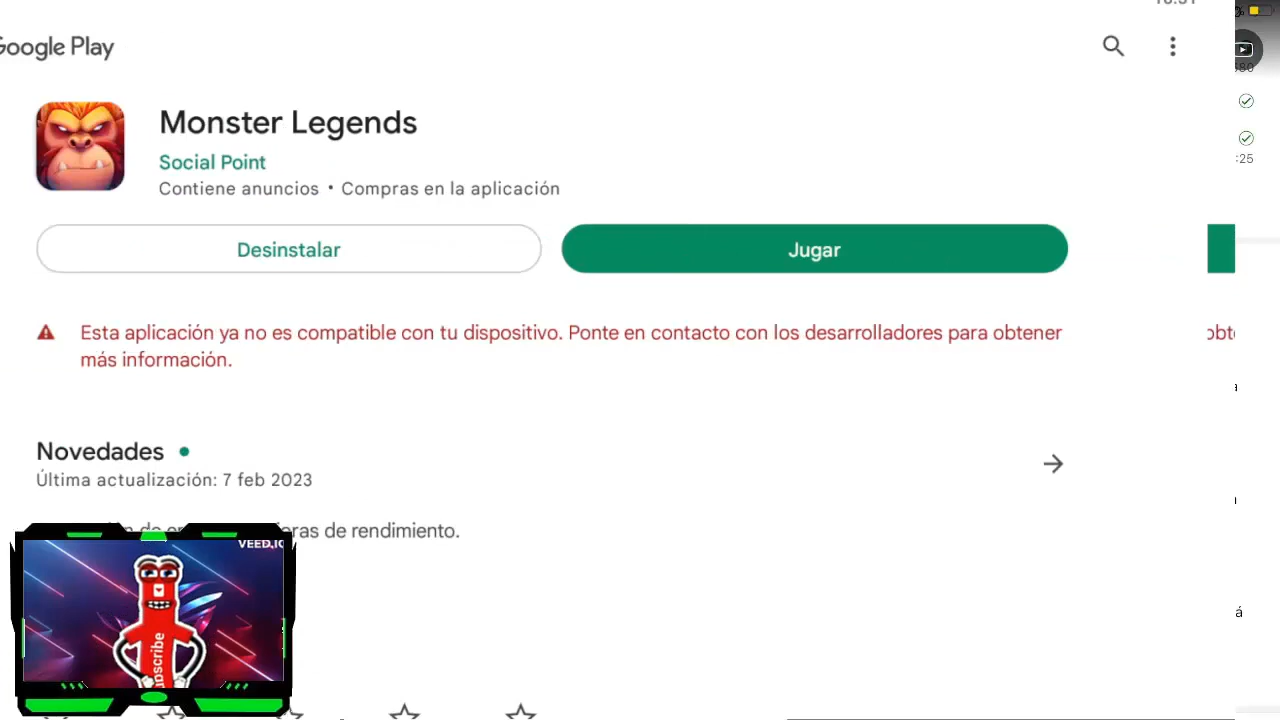 Google Play
Monster Legends
Social Point
Contiene anuncios • Compras en la aplicación
Desinstalar
Jugar
Esta aplicación ya no es compatible con tu dispositivo. Ponte en contacto con los desarrolladores para obtener
más información.
Novedades
Última actualización: 7 feb 2023
de rendimiento.
VEED.IO
:25